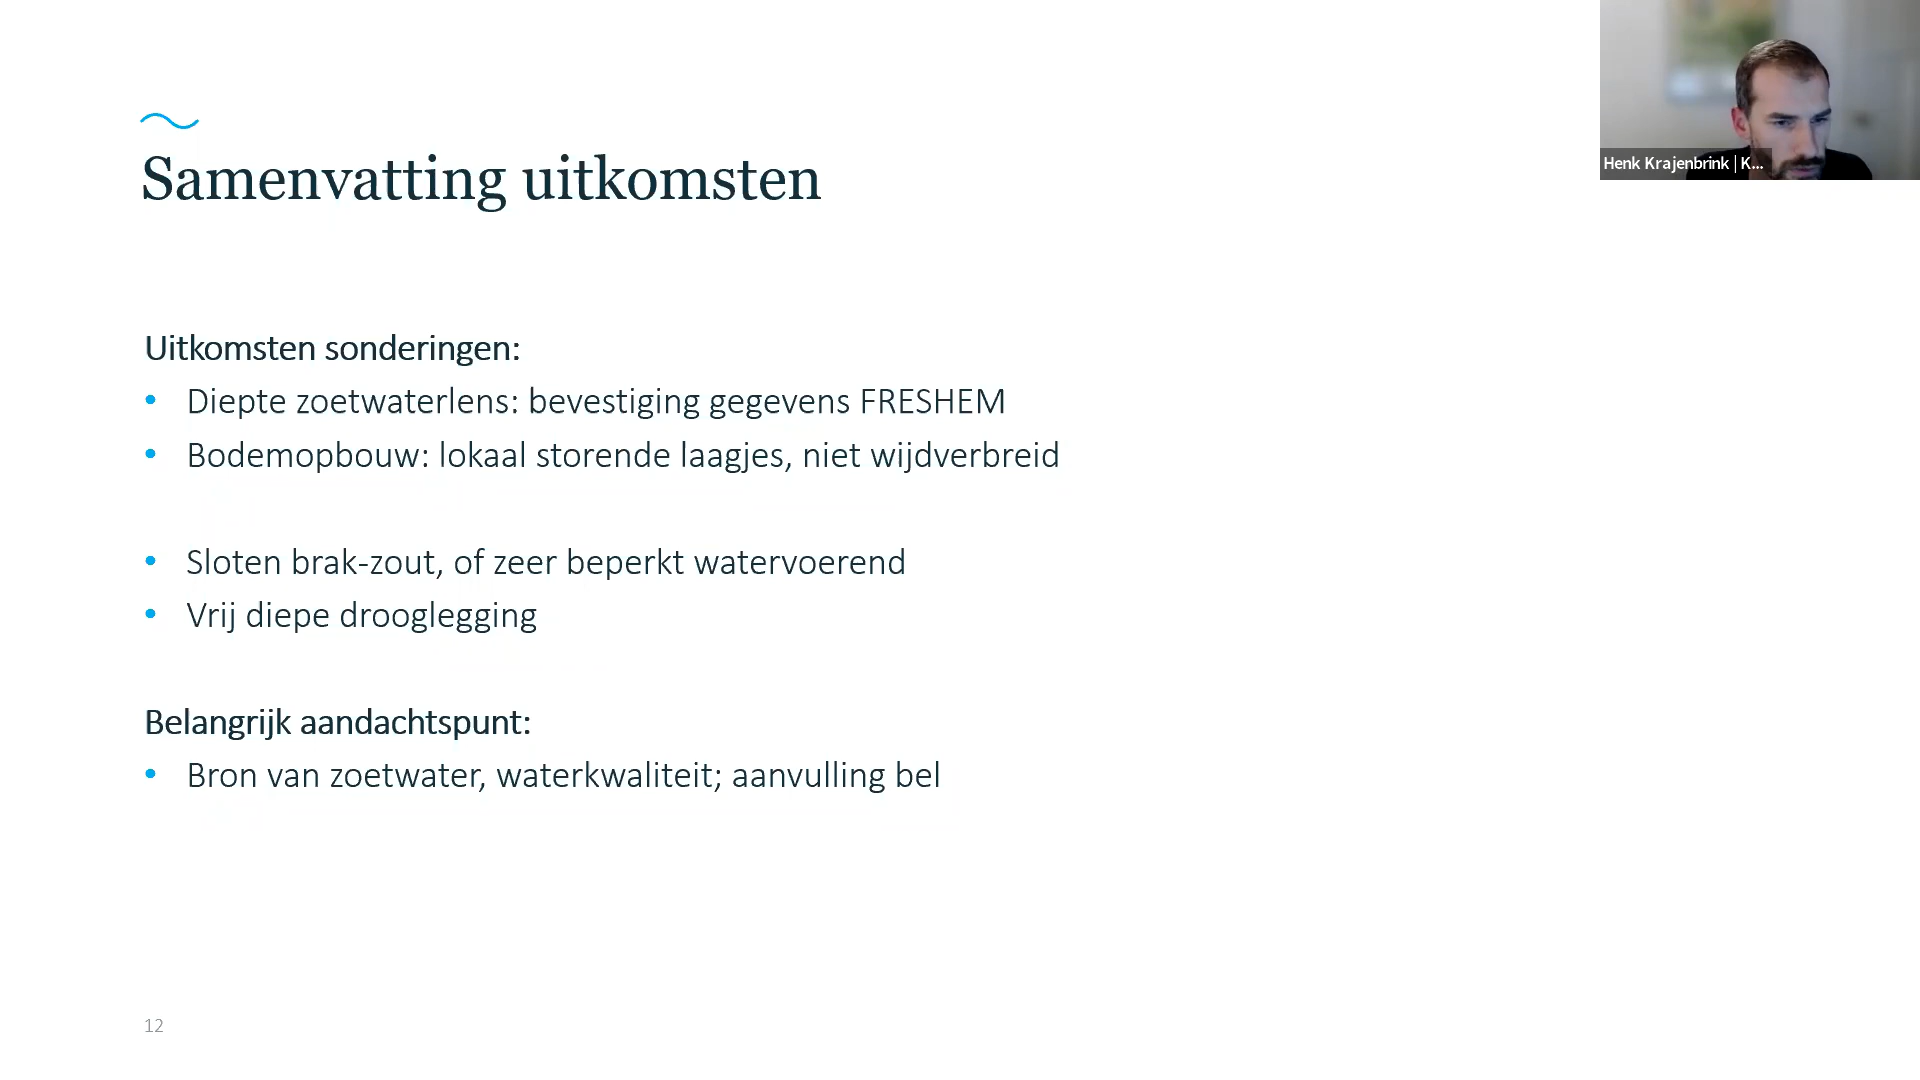 Samenvatting uitkomsten
Henk Krajenbrink | K...
Uitkomsten sonderingen:
• Diepte zoetwaterlens: bevestiging gegevens FRESHEM
• Bodemopbouw: lokaal storende laagjes, niet wijdverbreid
• Sloten brak-zout, of zeer beperkt watervoerend
• Vrij diepe drooglegging
Belangrijk aandachtspunt:
• Bron van zoetwater, waterkwaliteit; aanvulling bel
12